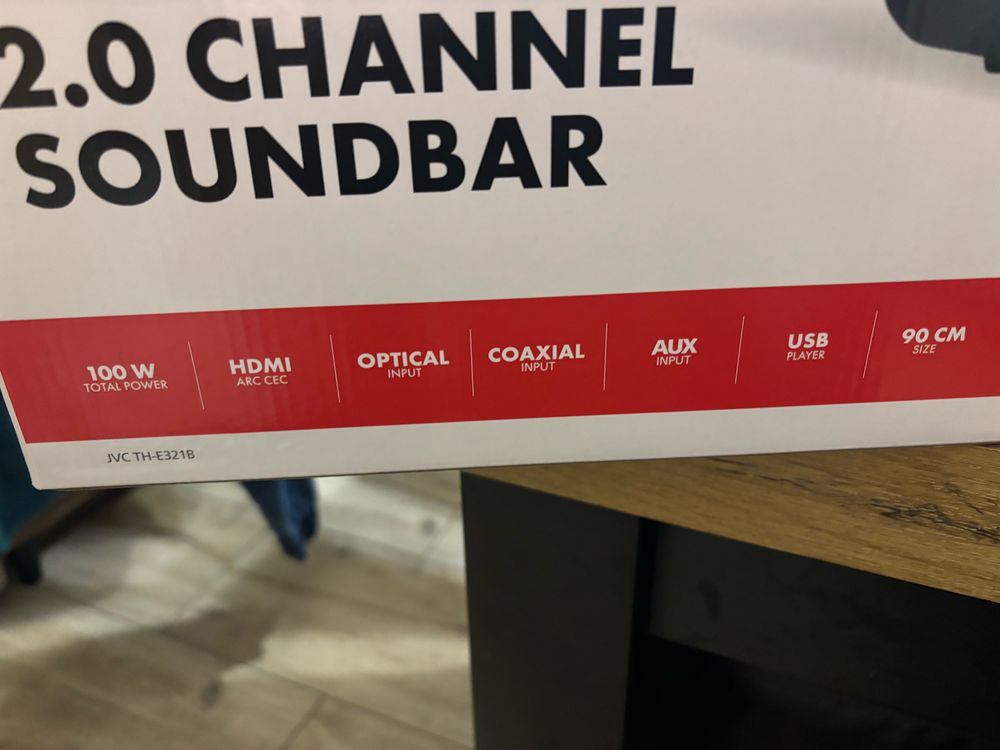 2.0 CHANNEL
SOUNDBAR
100 W
TOTAL POWER
HDMI
ARC CEC
OPTICAL
INPUT
COAXIAL
INPUT
AUX
INPUT
USB
PLAYER
90 CM
SIZE
JVC TH-E321B